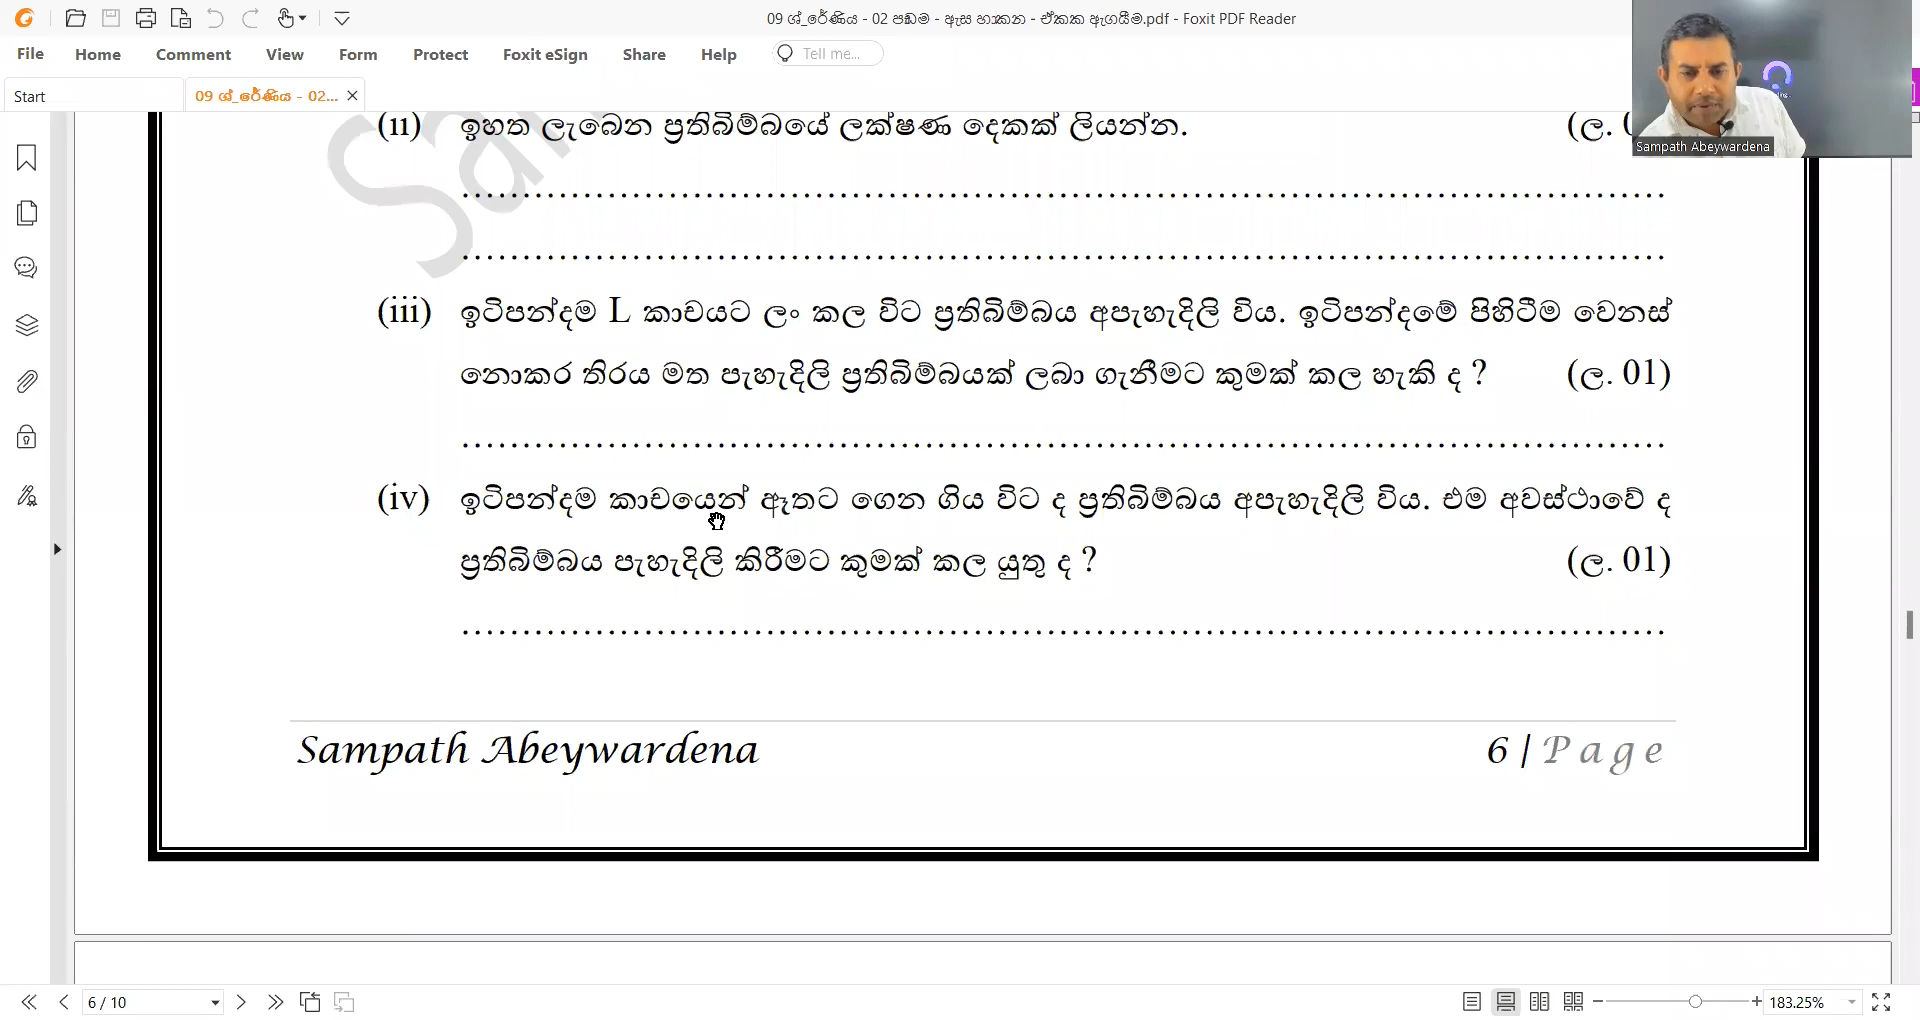 09 ශ්‍රේණිය - 02 පාඩම - ඇස හා කන - ඒකක ඇගයීම.pdf - Foxit PDF Reader
File Home Comment View Form Protect Foxit eSign Share Help Tell me...
Start 09 ශ්‍රේණිය - 02...
Sampath Abeywardena
(ii) ඉහත ලැබෙන ප්‍රතිබිම්බයේ ලක්ෂණ දෙකක් ලියන්න. (ල.
(iii) ඉටිපන්දම L කාචයට ලං කල විට ප්‍රතිබිම්බය අපැහැදිලි විය. ඉටිපන්දමේ පිහිටීම වෙනස්
නොකර තිරය මත පැහැදිලි ප්‍රතිබිම්බයක් ලබා ගැනීමට කුමක් කල හැකි ද ? (ල. 01)
(iv) ඉටිපන්දම කාචයෙන් ඈතට ගෙන ගිය විට ද ප්‍රතිබිම්බය අපැහැදිලි විය. එම අවස්ථාවේ ද
ප්‍රතිබිම්බය පැහැදිලි කිරීමට කුමක් කල යුතු ද ? (ල. 01)
Sampath Abeywardena 6 | Page
6 / 10 183.25%